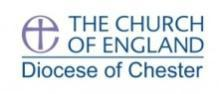 THE CHURCH
OF ENGLAND
Diocese of Chester